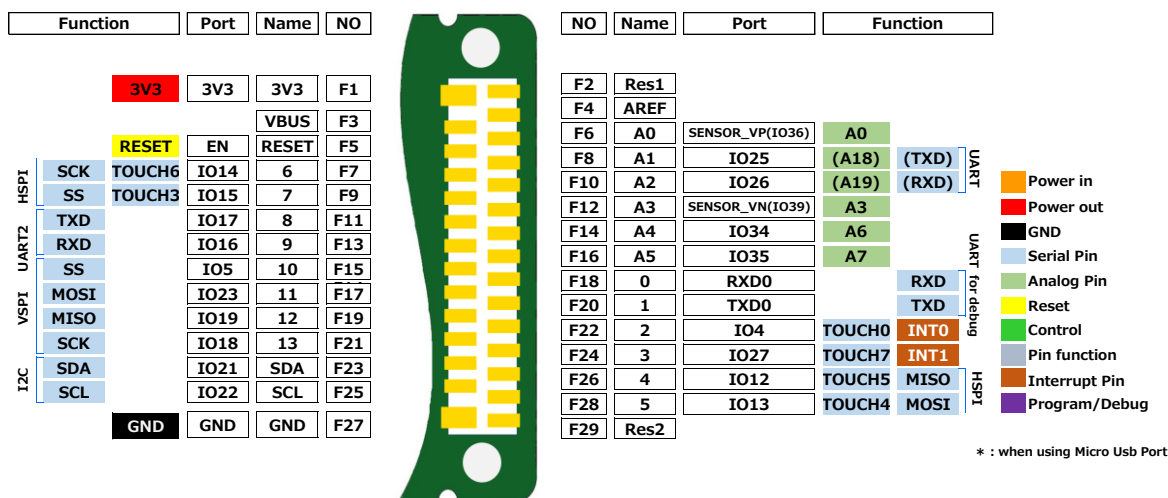 Function Port Name NO
NO Name Port Function
3V3 3V3 3V3 F1
VBUS F3
RESET EN RESET F5
HSPI
SCK TOUCH6 IO14 6 F7
SS TOUCH3 IO15 7 F9
UART2
TXD IO17 8 F11
RXD IO16 9 F13
VSPI
SS IO5 10 F15
MOSI IO23 11 F17
MISO IO19 12 F19
SCK IO18 13 F21
I2C
SDA IO21 SDA F23
SCL IO22 SCL F25
GND GND GND F27
F2 Res1
F4 AREF
F6 A0 SENSOR_VP(IO36) A0
F8 A1 IO25 (A18) (TXD)
F10 A2 IO26 (A19) (RXD)
UART
F12 A3 SENSOR_VN(IO39) A3
F14 A4 IO34 A6
F16 A5 IO35 A7
F18 0 RXD0 RXD
F20 1 TXD0 TXD
UART for debug
F22 2 IO4 TOUCH0 INT0
F24 3 IO27 TOUCH7 INT1
F26 4 IO12 TOUCH5 MISO
F28 5 IO13 TOUCH4 MOSI
HSPI
F29 Res2
Power in
Power out
GND
Serial Pin
Analog Pin
Reset
Control
Pin function
Interrupt Pin
Program/Debug
* : when using Micro Usb Port